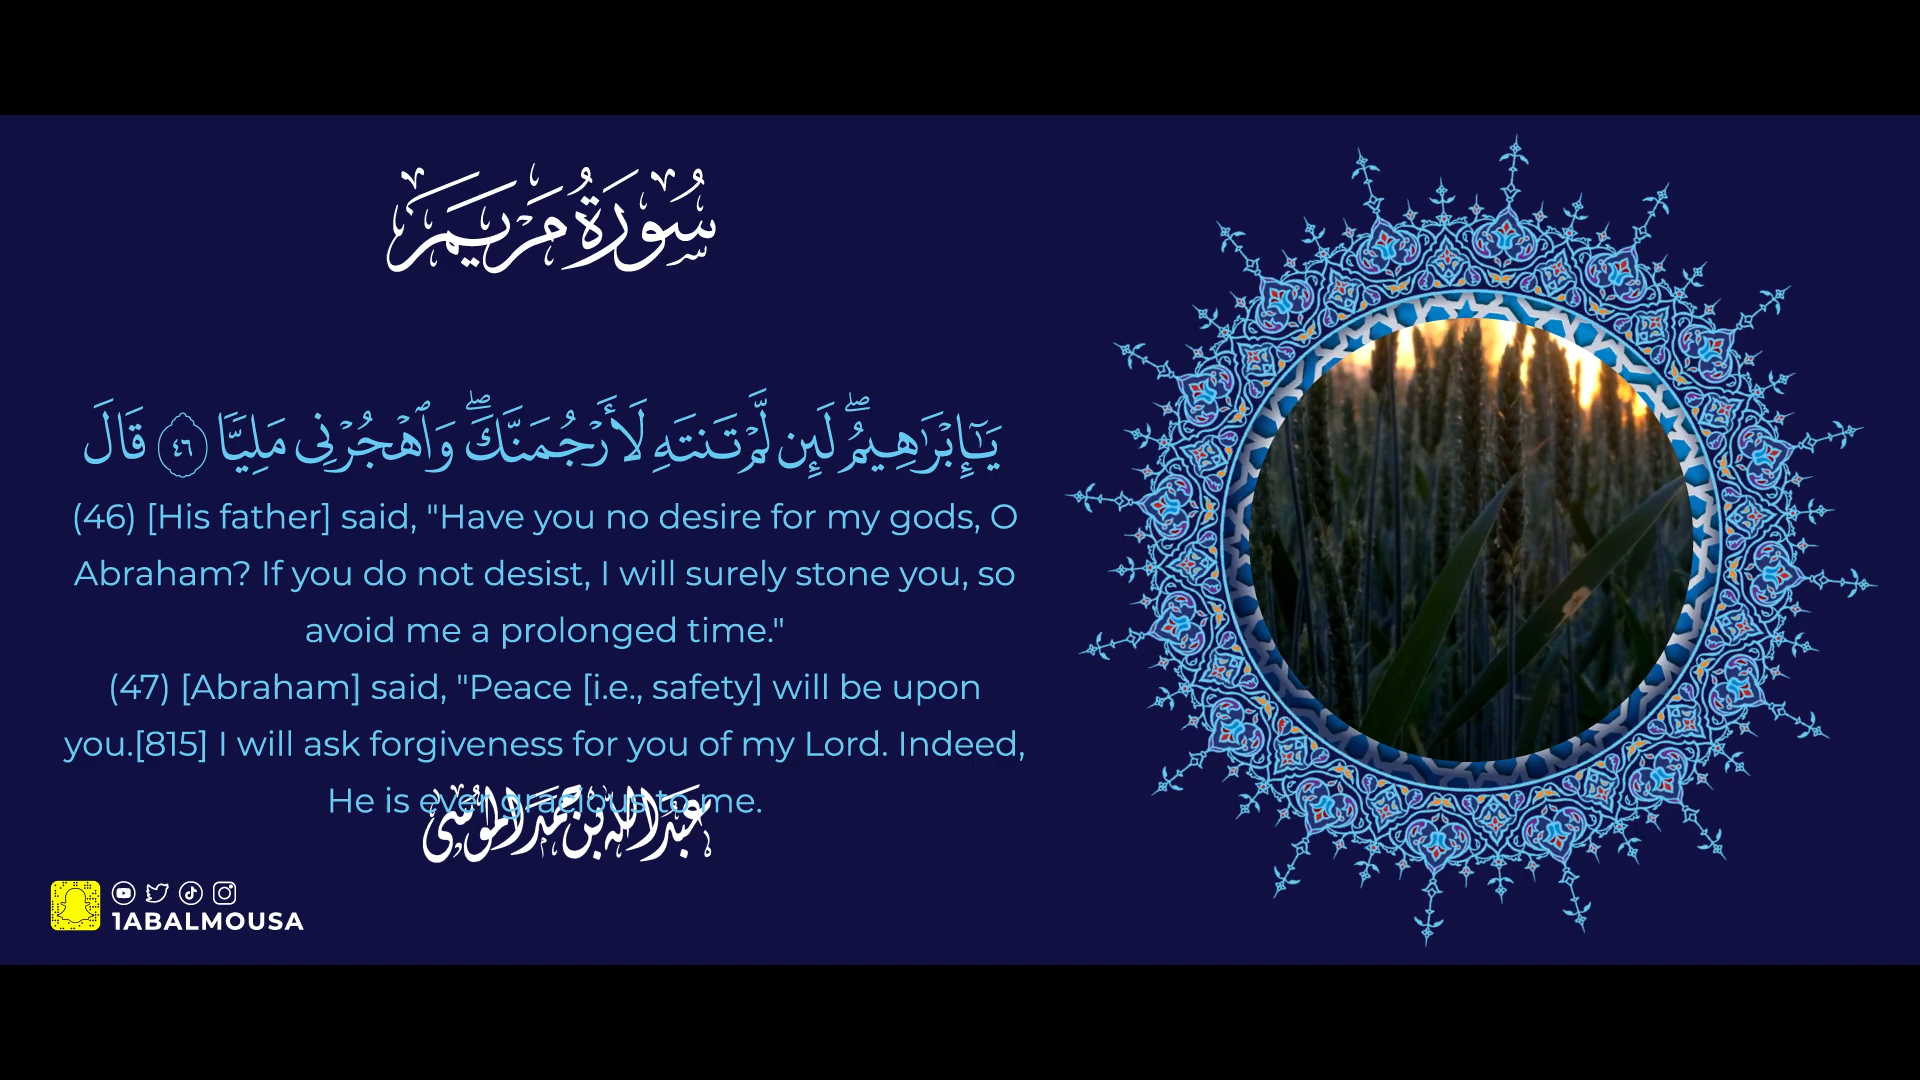 سُورَةُ مَرْيَمَ
يَـٰٓإِبْرَٰهِيمُ ۖ لَئِن لَّمْ تَنتَهِ لَأَرْجُمَنَّكَ ۖ وَٱهْجُرْنِى مَلِيًّا ٤٦ قَالَ
(46) [His father] said, "Have you no desire for my gods, O
Abraham? If you do not desist, I will surely stone you, so
avoid me a prolonged time."
(47) [Abraham] said, "Peace [i.e., safety] will be upon
you.[815] I will ask forgiveness for you of my Lord. Indeed,
He is ever gracious to me.
عبدالله بن حمد الموسى
1ABALMOUSA